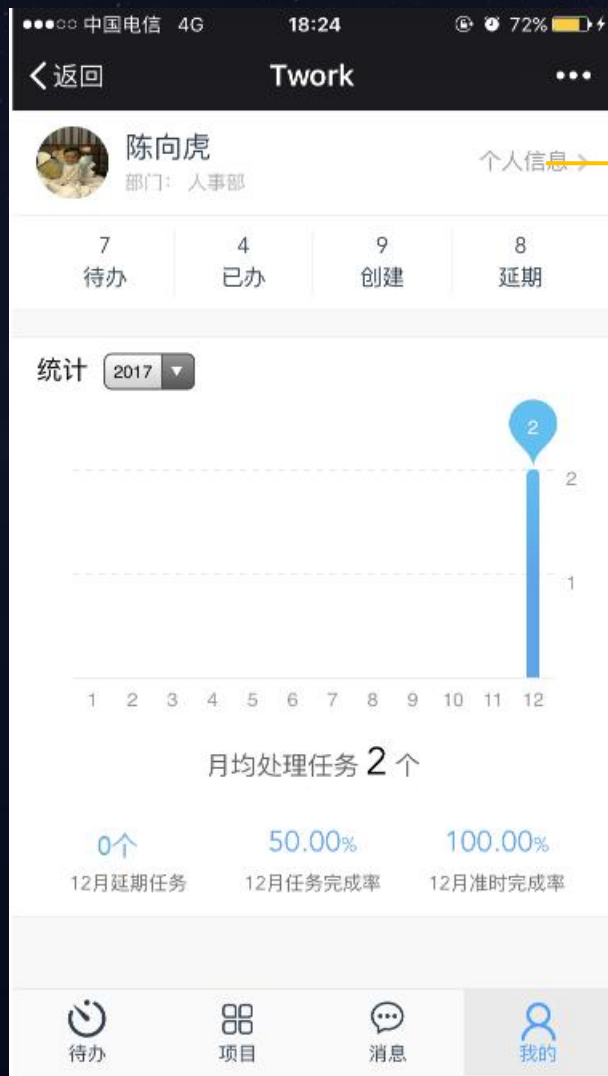 中国电信 4G 18:24 72%
返回 Twork
陈向虎
部门： 人事部
个人信息
7 4 9 8
待办 已办 创建 延期
统计 2017
2
2
1
1 2 3 4 5 6 7 8 9 10 11 12
月均处理任务 2 个
0个 50.00% 100.00%
12月延期任务 12月任务完成率 12月准时完成率
待办 项目 消息 我的